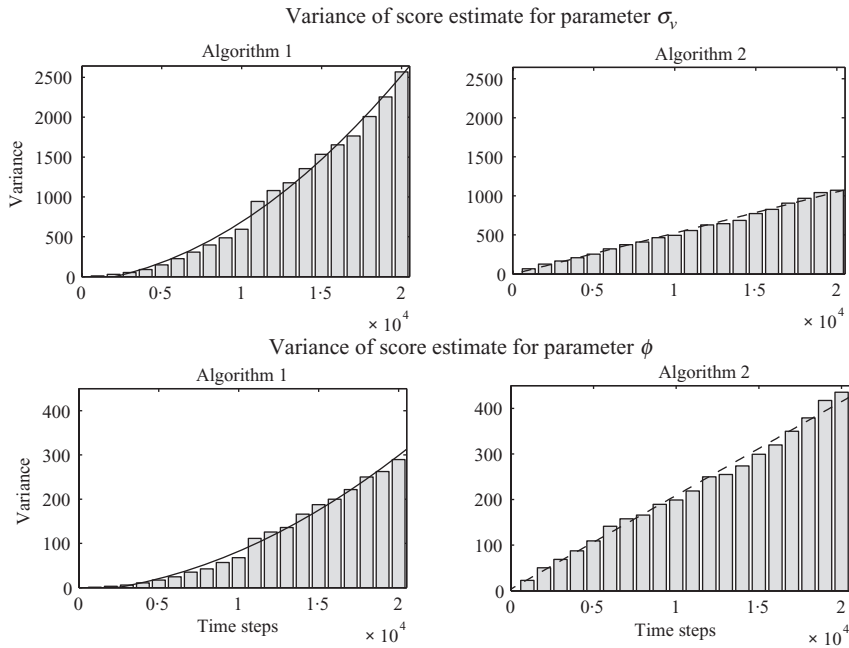 Variance of score estimate for parameter σᵥ
Algorithm 1
Algorithm 2
Variance
2500
2000
1500
1000
500
0
0 0·5 1 1·5 2
× 10⁴
2500
2000
1500
1000
500
0
0 0·5 1 1·5 2
× 10⁴
Variance of score estimate for parameter ϕ
Algorithm 1
Algorithm 2
Variance
400
300
200
100
0
0 0·5 1 1·5 2
Time steps
× 10⁴
400
300
200
100
0
0 0·5 1 1·5 2
Time steps
× 10⁴